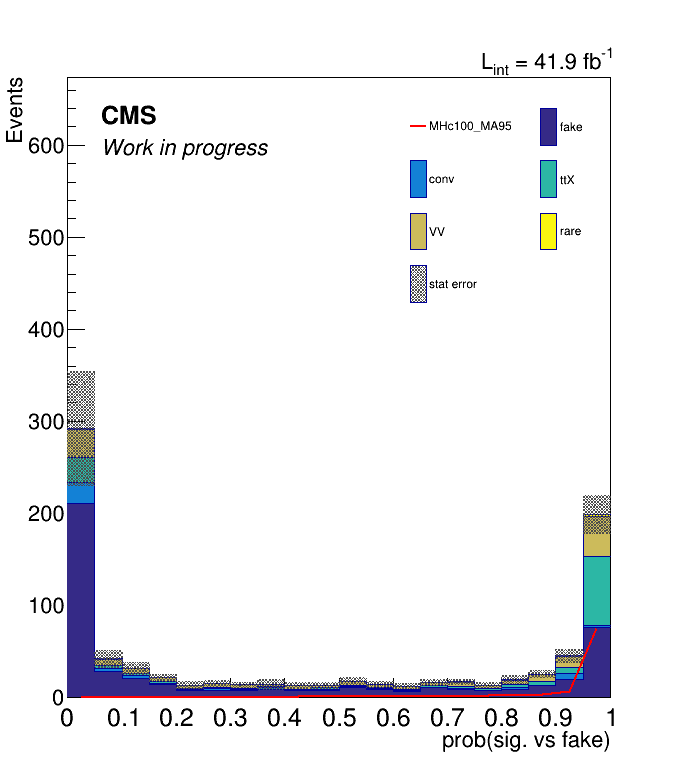 L_int = 41.9 fb^-1
Events
CMS
Work in progress
MHc100_MA95
fake
conv
ttX
VV
rare
stat error
600
500
400
300
200
100
0
0 0.1 0.2 0.3 0.4 0.5 0.6 0.7 0.8 0.9 1
prob(sig. vs fake)